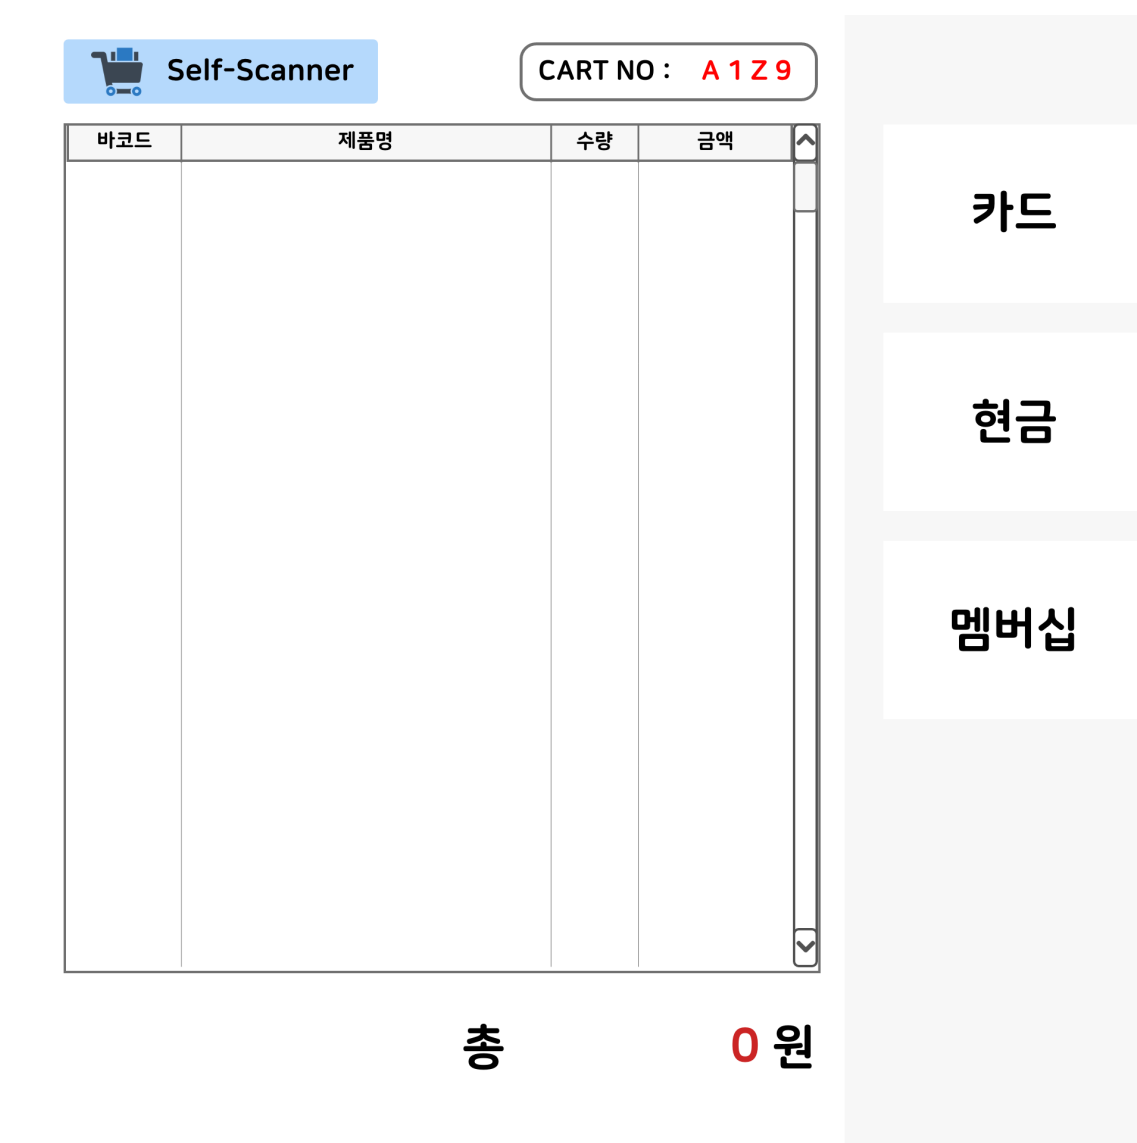 Self-Scanner
CART NO : A 1 Z 9
바코드 제품명 수량 금액
카드
현금
멤버십
총 0 원